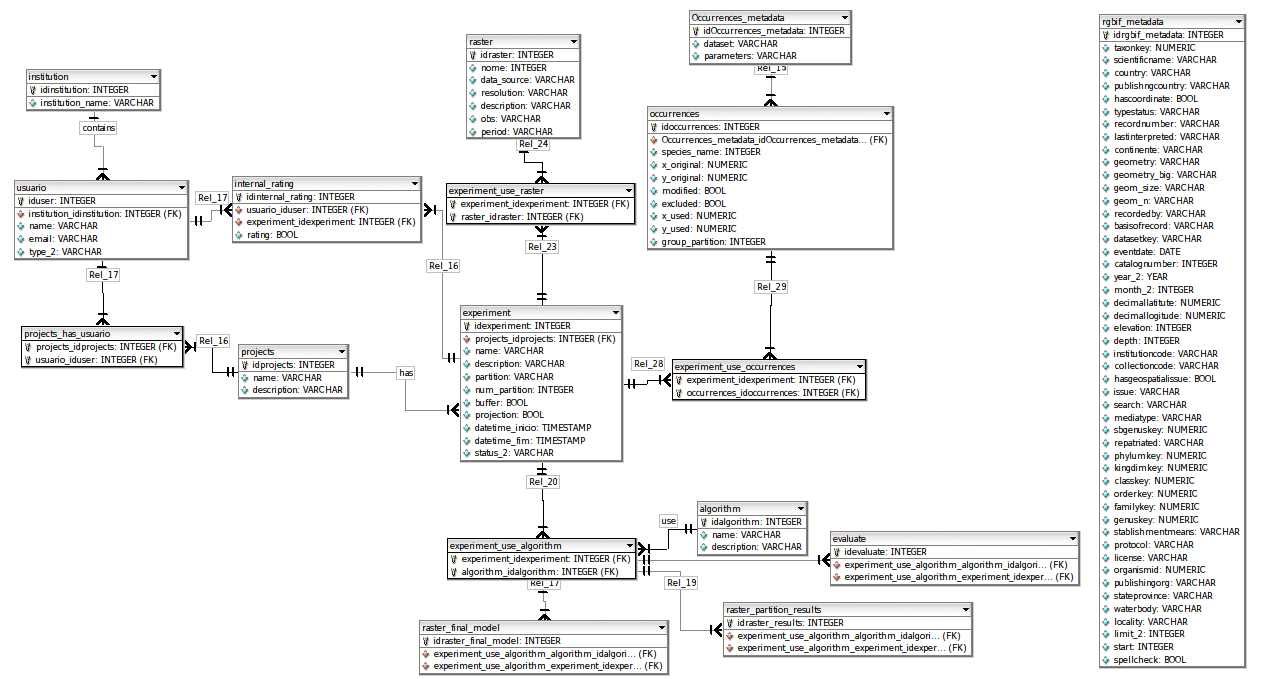 Occurrences_metadata
idOccurrences_metadata: INTEGER
dataset: VARCHAR
parameters: VARCHAR
Rel_15
raster
idraster: INTEGER
nome: INTEGER
data_source: VARCHAR
resolution: VARCHAR
description: VARCHAR
obs: VARCHAR
period: VARCHAR
Rel_24
institution
idinstitution: INTEGER
institution_name: VARCHAR
contains
occurrences
idoccurrences: INTEGER
Occurrences_metadata_idOccurrences_metadata... (FK)
species_name: INTEGER
x_original: NUMERIC
y_original: NUMERIC
modified: BOOL
excluded: BOOL
x_used: NUMERIC
y_used: NUMERIC
group_partition: INTEGER
Rel_29
usuario
iduser: INTEGER
institution_idinstitution: INTEGER (FK)
name: VARCHAR
email: VARCHAR
type_2: VARCHAR
Rel_17
internal_rating
idinternal_rating: INTEGER
usuario_iduser: INTEGER (FK)
experiment_idexperiment: INTEGER (FK)
rating: BOOL
Rel_16
experiment_use_raster
experiment_idexperiment: INTEGER (FK)
raster_idraster: INTEGER (FK)
Rel_23
Rel_17
projects_has_usuario
projects_idprojects: INTEGER (FK)
usuario_iduser: INTEGER (FK)
Rel_16
projects
idprojects: INTEGER
name: VARCHAR
description: VARCHAR
has
experiment
idexperiment: INTEGER
projects_idprojects: INTEGER (FK)
name: VARCHAR
description: VARCHAR
partition: VARCHAR
num_partition: INTEGER
buffer: BOOL
projection: BOOL
datetime_inicio: TIMESTAMP
datetime_fim: TIMESTAMP
status_2: VARCHAR
Rel_28
experiment_use_occurrences
experiment_idexperiment: INTEGER (FK)
occurrences_idoccurrences: INTEGER (FK)
Rel_20
use
algorithm
idalgorithm: INTEGER
name: VARCHAR
description: VARCHAR
experiment_use_algorithm
experiment_idexperiment: INTEGER (FK)
algorithm_idalgorithm: INTEGER (FK)
Rel_17
Rel_19
evaluate
idevaluate: INTEGER
experiment_use_algorithm_algorithm_idalgori... (FK)
experiment_use_algorithm_experiment_idexper... (FK)
raster_partition_results
idraster_results: INTEGER
experiment_use_algorithm_algorithm_idalgori... (FK)
experiment_use_algorithm_experiment_idexper... (FK)
raster_final_model
idraster_final_model: INTEGER
experiment_use_algorithm_algorithm_idalgori... (FK)
experiment_use_algorithm_experiment_idexper... (FK)
rgbif_metadata
idrgbif_metadata: INTEGER
taxonkey: NUMERIC
scientificname: VARCHAR
country: VARCHAR
publishngcountry: VARCHAR
hascoordinate: BOOL
typestatus: VARCHAR
recordnumber: VARCHAR
lastinterpreted: VARCHAR
continente: VARCHAR
geometry: VARCHAR
geometry_big: VARCHAR
geom_size: VARCHAR
geom_n: VARCHAR
recordedby: VARCHAR
basisofrecord: VARCHAR
datasetkey: VARCHAR
eventdate: DATE
catalognumber: INTEGER
year_2: YEAR
month_2: INTEGER
decimallatitute: NUMERIC
decimallogitude: NUMERIC
elevation: INTEGER
depth: INTEGER
institutioncode: VARCHAR
collectioncode: VARCHAR
hasgeospatialissue: BOOL
issue: VARCHAR
search: VARCHAR
mediatype: VARCHAR
sbgenuskey: NUMERIC
repatriated: VARCHAR
phylumkey: NUMERIC
kingdimkey: NUMERIC
classkey: NUMERIC
orderkey: NUMERIC
familykey: NUMERIC
genuskey: NUMERIC
stablishmentmeans: VARCHAR
protocol: VARCHAR
license: VARCHAR
organismid: NUMERIC
publishingorg: VARCHAR
stateprovince: VARCHAR
waterbody: VARCHAR
locality: VARCHAR
limit_2: INTEGER
start: INTEGER
spellcheck: BOOL